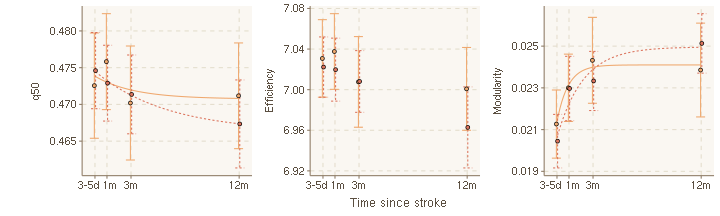 q50
0.480
0.475
0.470
0.465
3-5d 1m 3m 12m
Efficiency
7.08
7.04
7.00
6.96
6.92
3-5d 1m 3m 12m
Time since stroke
Modularity
0.025
0.023
0.021
0.019
3-5d 1m 3m 12m